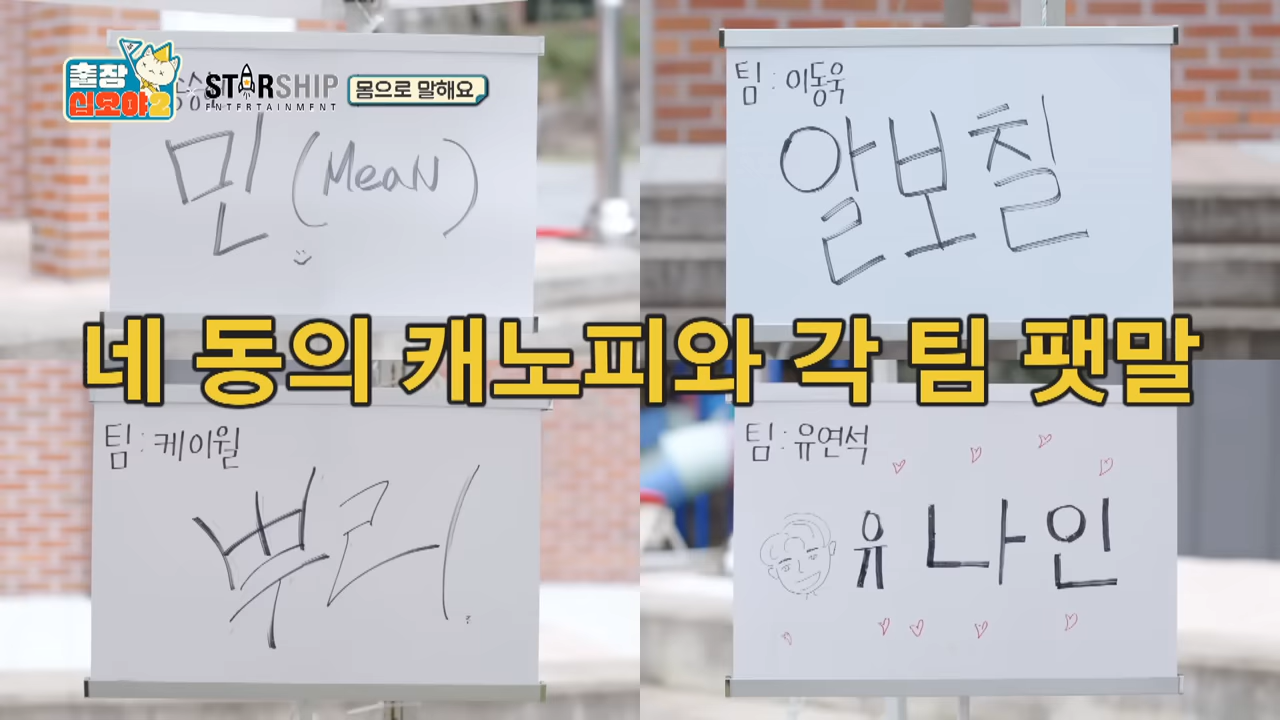 출장
십오야2
STARSHIP
ENTERTAINMENT
몸으로 말해요
민 (MeaN)
팀 : 이동욱
알보칠
네 동의 캐노피와 각 팀 팻말
팀 : 케이윌
뿌리
팀 : 유연석
유 나인